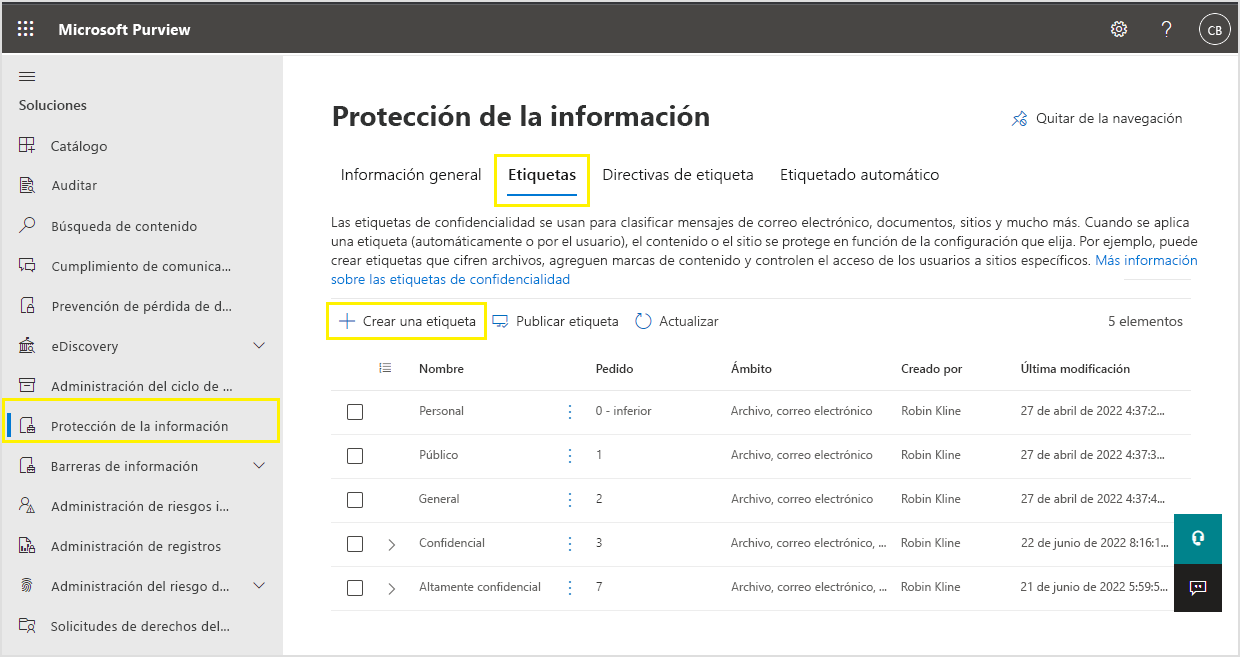 Microsoft Purview
?
CB
Soluciones
Catálogo
Auditar
Búsqueda de contenido
Cumplimiento de comunica...
Prevención de pérdida de d...
eDiscovery
Administración del ciclo de ...
Protección de la información
Barreras de información
Administración de riesgos i...
Administración de registros
Administración del riesgo d...
Solicitudes de derechos del...
Protección de la información
Quitar de la navegación
Información general Etiquetas Directivas de etiqueta Etiquetado automático
Las etiquetas de confidencialidad se usan para clasificar mensajes de correo electrónico, documentos, sitios y mucho más. Cuando se aplica
una etiqueta (automáticamente o por el usuario), el contenido o el sitio se protege en función de la configuración que elija. Por ejemplo, puede
crear etiquetas que cifren archivos, agreguen marcas de contenido y controlen el acceso de los usuarios a sitios específicos. Más información
sobre las etiquetas de confidencialidad
Crear una etiqueta Publicar etiqueta Actualizar 5 elementos
Nombre Pedido Ámbito Creado por Última modificación
Personal 0 - inferior Archivo, correo electrónico Robin Kline 27 de abril de 2022 4:37:2...
Público 1 Archivo, correo electrónico Robin Kline 27 de abril de 2022 4:37:3...
General 2 Archivo, correo electrónico Robin Kline 27 de abril de 2022 4:37:4...
Confidencial 3 Archivo, correo electrónico, ... Robin Kline 22 de junio de 2022 8:16:1...
Altamente confidencial 7 Archivo, correo electrónico, ... Robin Kline 21 de junio de 2022 5:59:5...